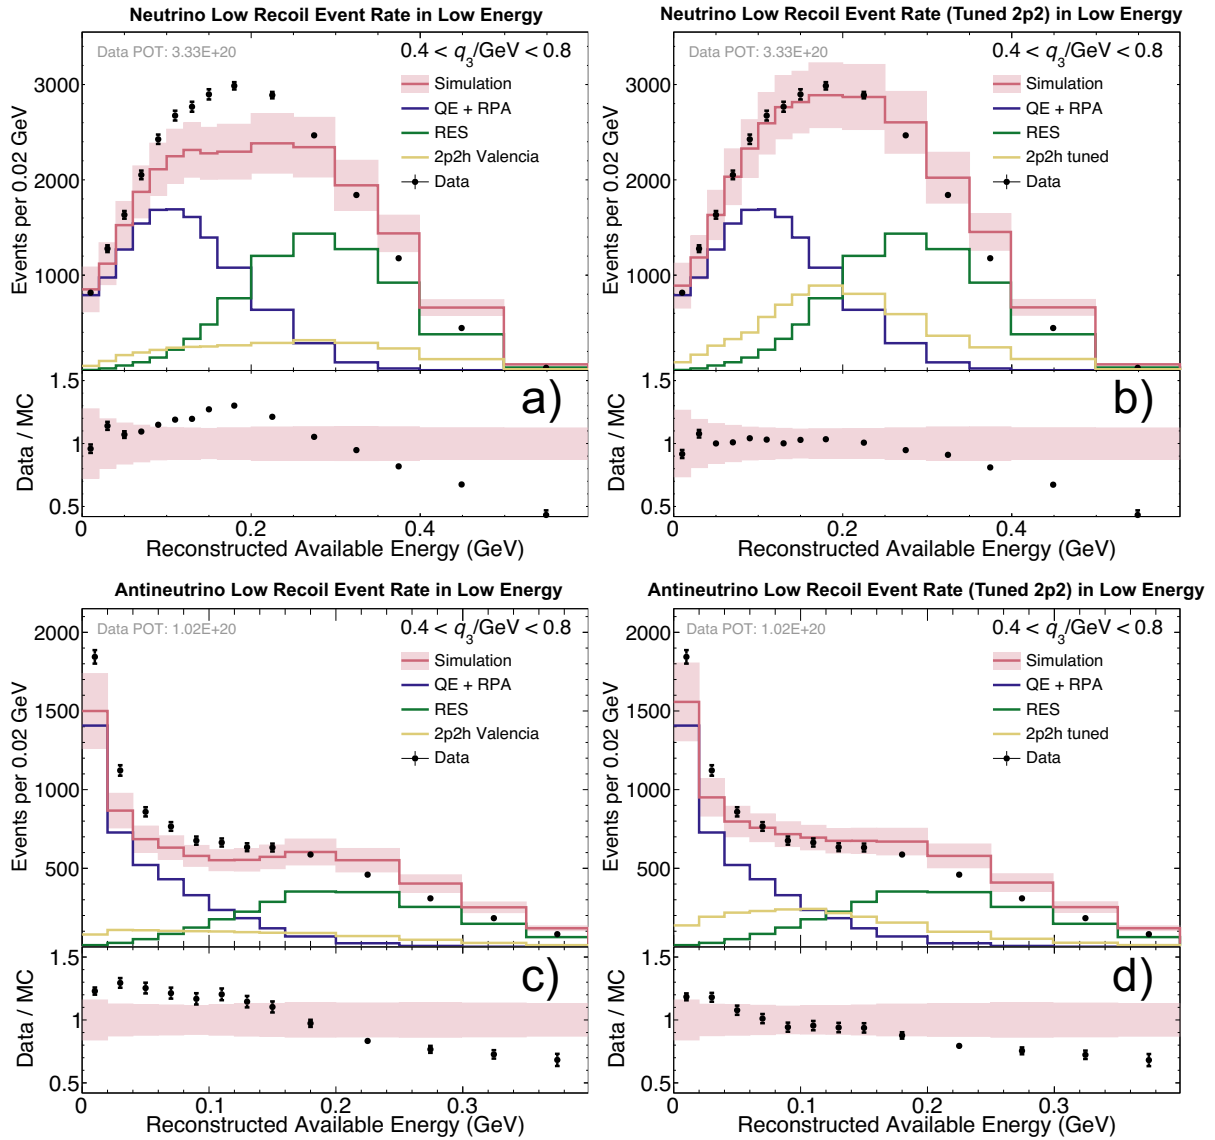 Neutrino Low Recoil Event Rate in Low Energy
Data POT: 3.33E+20
0.4 < q3/GeV < 0.8
Simulation
QE + RPA
RES
2p2h Valencia
Data
Events per 0.02 GeV
3000
2000
1000
a)
Data / MC
1.5
1
0.5
0
0.2
0.4
Reconstructed Available Energy (GeV)
Neutrino Low Recoil Event Rate (Tuned 2p2) in Low Energy
Data POT: 3.33E+20
0.4 < q3/GeV < 0.8
Simulation
QE + RPA
RES
2p2h tuned
Data
Events per 0.02 GeV
3000
2000
1000
b)
Data / MC
1.5
1
0.5
0
0.2
0.4
Reconstructed Available Energy (GeV)
Antineutrino Low Recoil Event Rate in Low Energy
Data POT: 1.02E+20
0.4 < q3/GeV < 0.8
Simulation
QE + RPA
RES
2p2h Valencia
Data
Events per 0.02 GeV
2000
1500
1000
500
c)
Data / MC
1.5
1
0.5
0
0.1
0.2
0.3
Reconstructed Available Energy (GeV)
Antineutrino Low Recoil Event Rate (Tuned 2p2) in Low Energy
Data POT: 1.02E+20
0.4 < q3/GeV < 0.8
Simulation
QE + RPA
RES
2p2h tuned
Data
Events per 0.02 GeV
2000
1500
1000
500
d)
Data / MC
1.5
1
0.5
0
0.1
0.2
0.3
Reconstructed Available Energy (GeV)